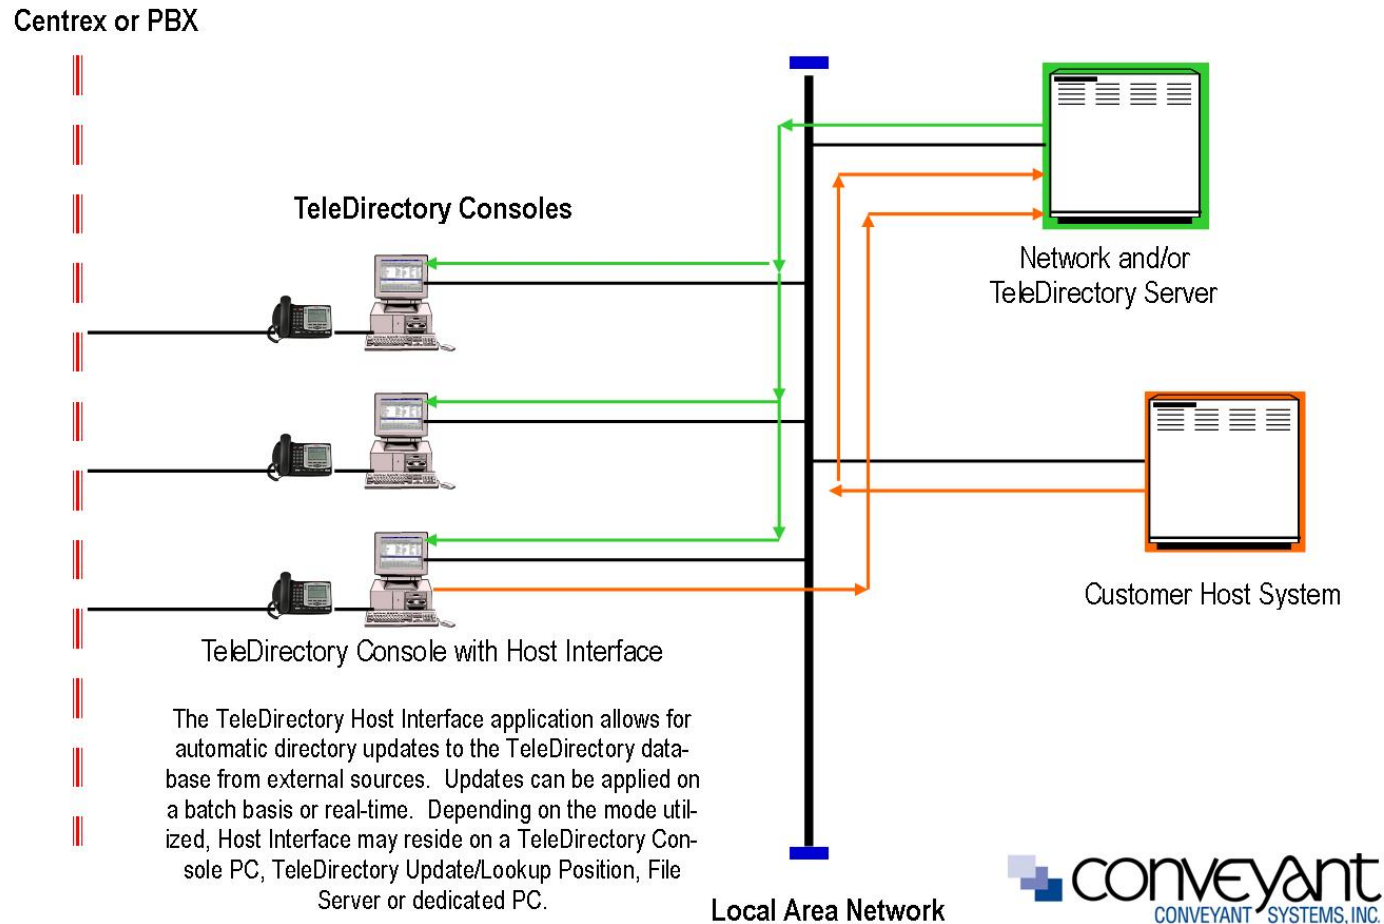 Centrex or PBX
TeleDirectory Consoles
Network and/or
TeleDirectory Server
Customer Host System
TeleDirectory Console with Host Interface
The TeleDirectory Host Interface application allows for
automatic directory updates to the TeleDirectory data-
base from external sources.  Updates can be applied on
a batch basis or real-time.  Depending on the mode util-
ized, Host Interface may reside on a TeleDirectory Con-
sole PC, TeleDirectory Update/Lookup Position, File
Server or dedicated PC.
Local Area Network
conveyant
CONVEYANT SYSTEMS, INC.